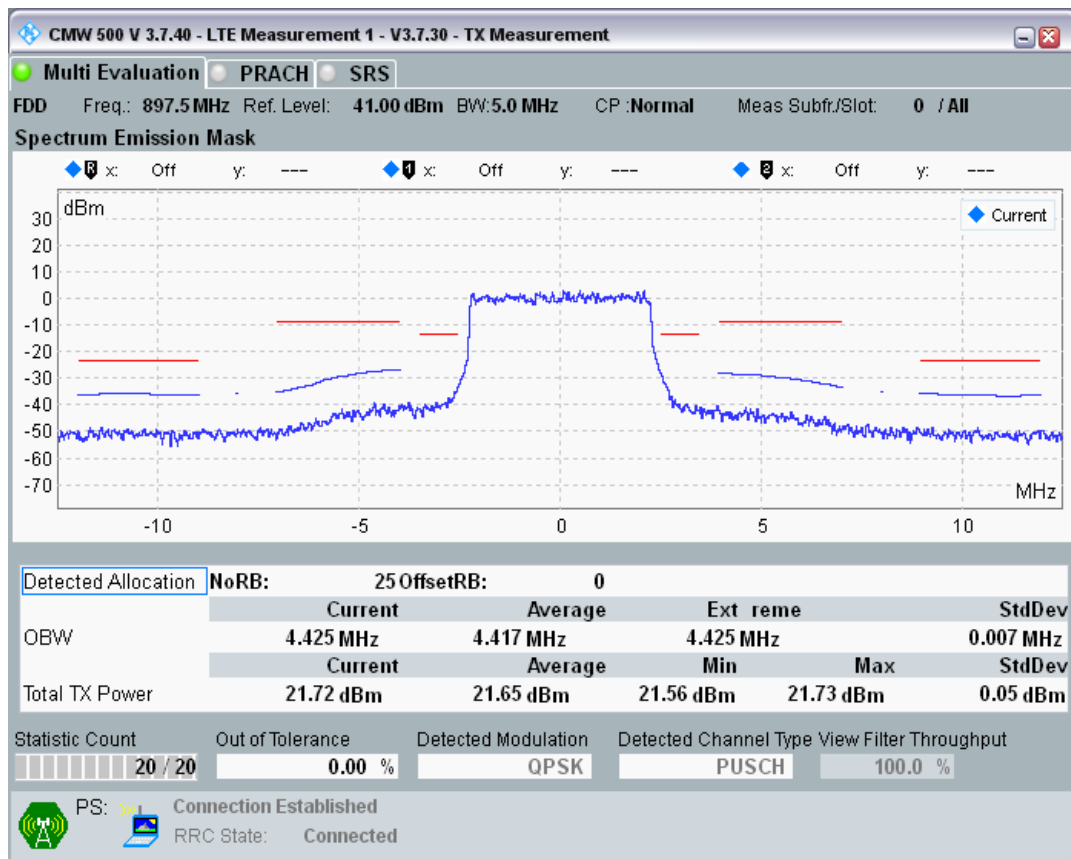 CMW 500 V 3.7.40 - LTE Measurement 1 - V3.7.30 - TX Measurement
Multi Evaluation PRACH SRS
FDD Freq.: 897.5 MHz Ref. Level: 41.00 dBm BW:5.0 MHz CP :Normal Meas Subfr./Slot: 0 / All
Spectrum Emission Mask
R x: Off y: --- 1 x: Off y: --- 2 x: Off y: ---
dBm
Current
30
20
10
0
-10
-20
-30
-40
-50
-60
-70
MHz
-10 -5 0 5 10
Detected Allocation NoRB: 25 OffsetRB: 0
Current Average Ext reme StdDev
OBW 4.425 MHz 4.417 MHz 4.425 MHz 0.007 MHz
Current Average Min Max StdDev
Total TX Power 21.72 dBm 21.65 dBm 21.56 dBm 21.73 dBm 0.05 dBm
Statistic Count Out of Tolerance Detected Modulation Detected Channel Type View Filter Throughput
20 / 20 0.00 % QPSK PUSCH 100.0 %
PS: Connection Established
RRC State: Connected